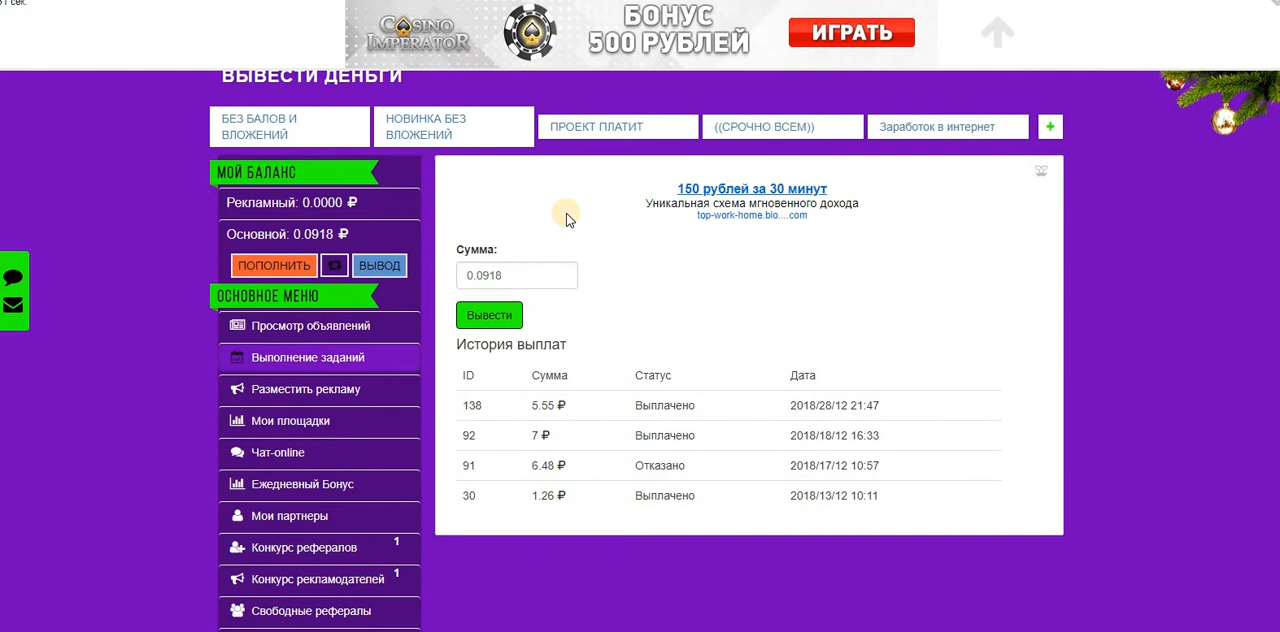 CASINO
IMPERATOR
БОНУС
500 РУБЛЕЙ
ИГРАТЬ
ВЫВЕСТИ ДЕНЬГИ
БЕЗ БАЛОВ И
ВЛОЖЕНИЙ
НОВИНКА БЕЗ
ВЛОЖЕНИЙ
ПРОЕКТ ПЛАТИТ
((СРОЧНО ВСЕМ))
Заработок в интернет
+
МОЙ БАЛАНС
Рекламный: 0.0000 ₽
Основной: 0.0918 ₽
ПОПОЛНИТЬ
ВЫВОД
ОСНОВНОЕ МЕНЮ
Просмотр объявлений
Выполнение заданий
Разместить рекламу
Мои площадки
Чат-online
Ежедневный Бонус
Мои партнеры
Конкурс рефералов 1
Конкурс рекламодателей 1
Свободные рефералы
150 рублей за 30 минут
Уникальная схема мгновенного дохода
top-work-home.blo....com
Сумма:
0.0918
Вывести
История выплат
ID Сумма Статус Дата
138 5.55 ₽ Выплачено 2018/28/12 21:47
92 7 ₽ Выплачено 2018/18/12 16:33
91 6.48 ₽ Отказано 2018/17/12 10:57
30 1.26 ₽ Выплачено 2018/13/12 10:11